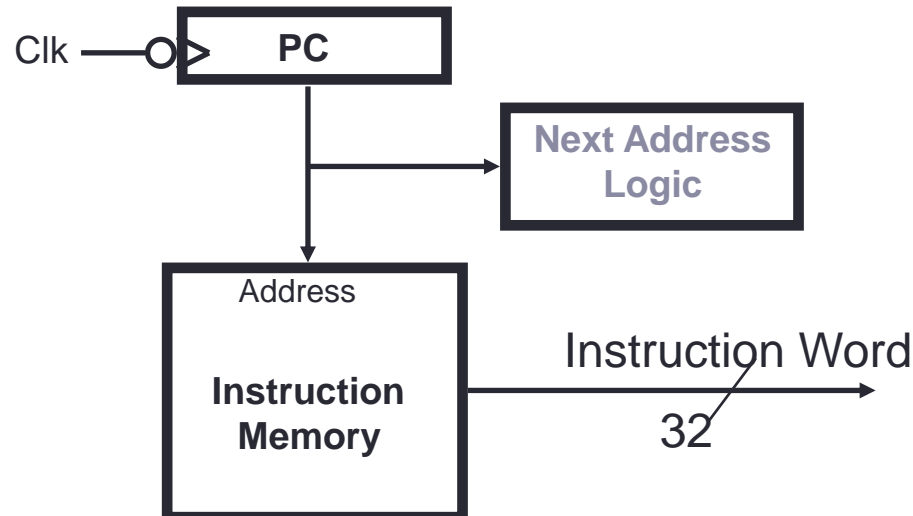 Clk
PC
Next Address
Logic
Address
Instruction Word
Instruction
Memory
32